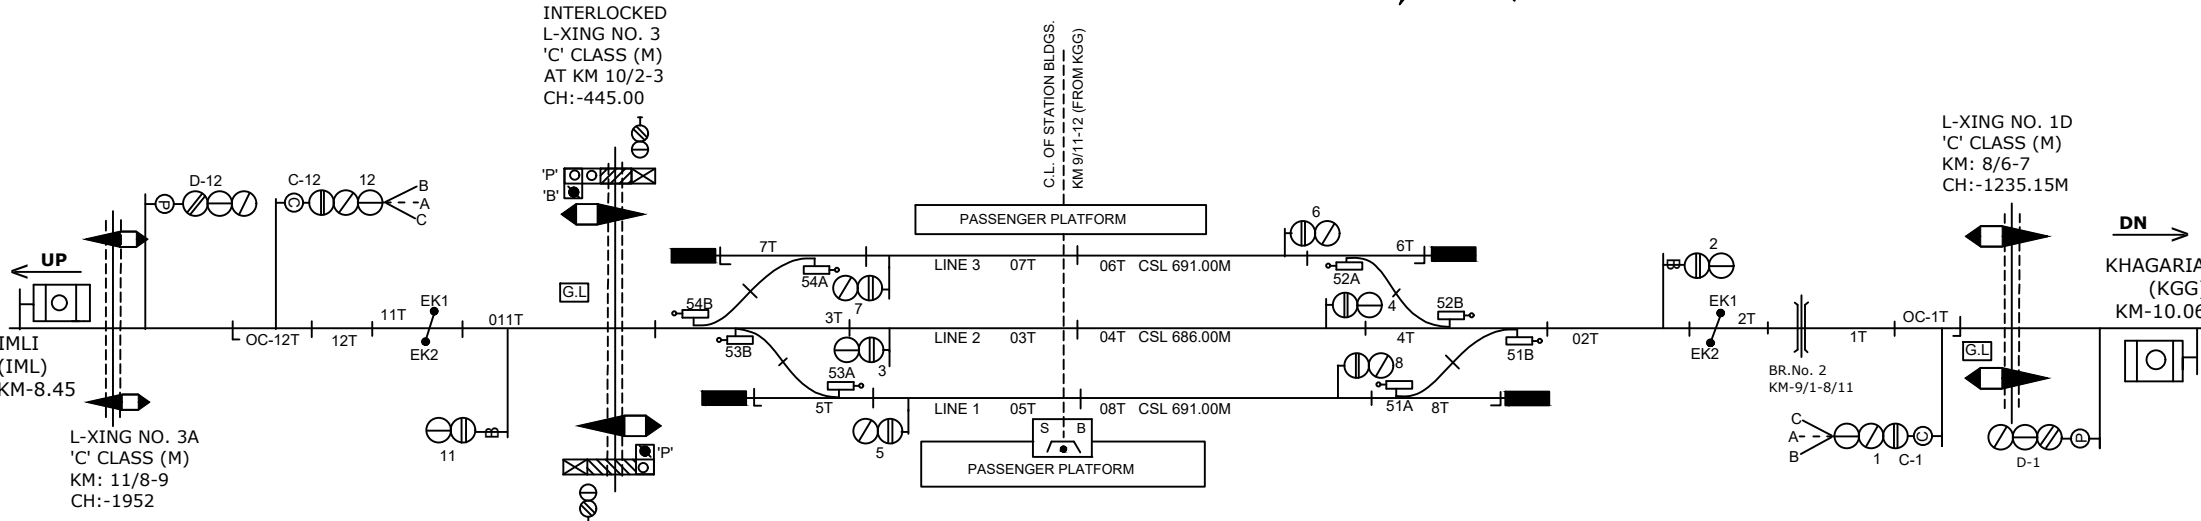 INTERLOCKED
L-XING NO. 3
'C' CLASS (M)
AT KM 10/2-3
CH:-445.00
C.L. OF STATION BLDGS.
KM 9/11-12 (FROM KGG)
L-XING NO. 1D
'C' CLASS (M)
KM: 8/6-7
CH:-1235.15M
D-12
C-12
12
B
A
C
P
C
'P'
'B'
PASSENGER PLATFORM
6
2
B
UP
DN
KHAGARIA
(KGG)
KM-10.06
7T
54A
LINE 3
07T
06T
CSL 691.00M
6T
52A
G.L
54B
7
4
52B
EK1
EK2
11T
011T
OC-12T
12T
3T
53B
LINE 2
03T
04T
CSL 686.00M
4T
51B
02T
EK1
EK2
2T
1T
OC-1T
G.L
IMLI
(IML)
KM-8.45
53A
3
8
51A
BR.No. 2
KM-9/1-8/11
5T
LINE 1
05T
08T
CSL 691.00M
8T
L-XING NO. 3A
'C' CLASS (M)
KM: 11/8-9
CH:-1952
11
B
'P'
5
S
B
PASSENGER PLATFORM
C
A
B
1
C-1
C
D-1
P